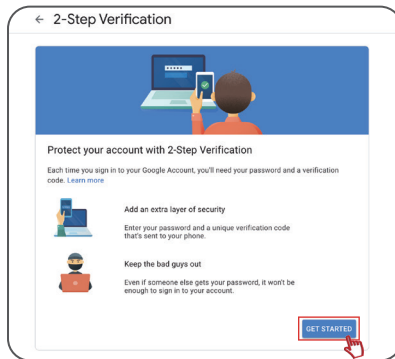 ← 2-Step Verification
Protect your account with 2-Step Verification
Each time you sign in to your Google Account, you'll need your password and a verification
code. Learn more
Add an extra layer of security
Enter your password and a unique verification code
that's sent to your phone.
Keep the bad guys out
Even if someone else gets your password, it won't be
enough to sign in to your account.
GET STARTED